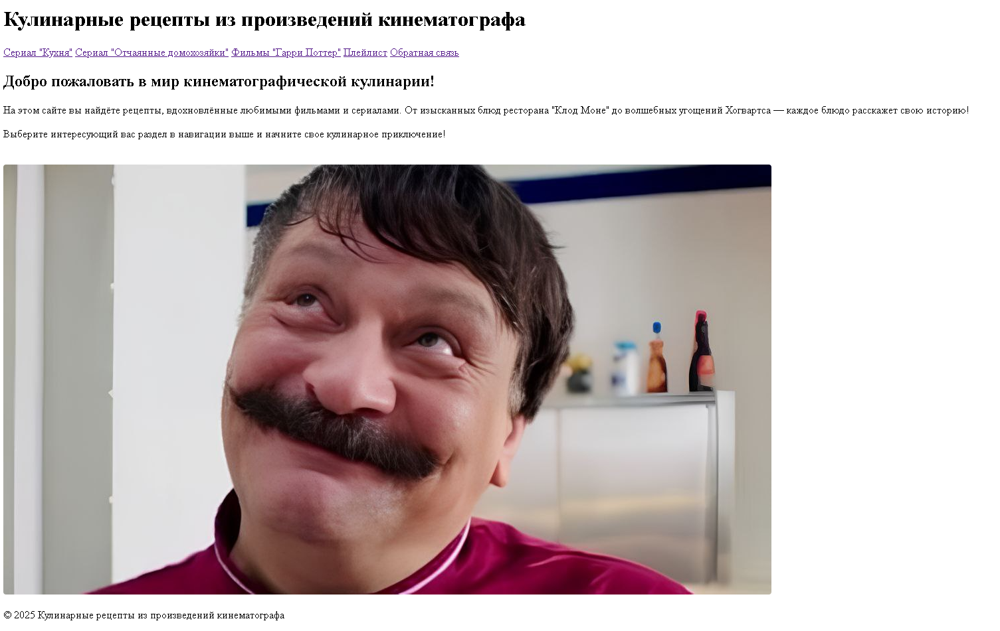 Кулинарные рецепты из произведений кинематографа
Сериал "Кухня" Сериал "Отчаянные домохозяйки" Фильмы "Гарри Поттер" Плейлист Обратная связь
Добро пожаловать в мир кинематографической кулинарии!
На этом сайте вы найдёте рецепты, вдохновлённые любимыми фильмами и сериалами. От изысканных блюд ресторана "Клод Моне" до волшебных угощений Хогвартса — каждое блюдо расскажет свою историю!
Выберите интересующий вас раздел в навигации выше и начните свое кулинарное приключение!
© 2025 Кулинарные рецепты из произведений кинематографа